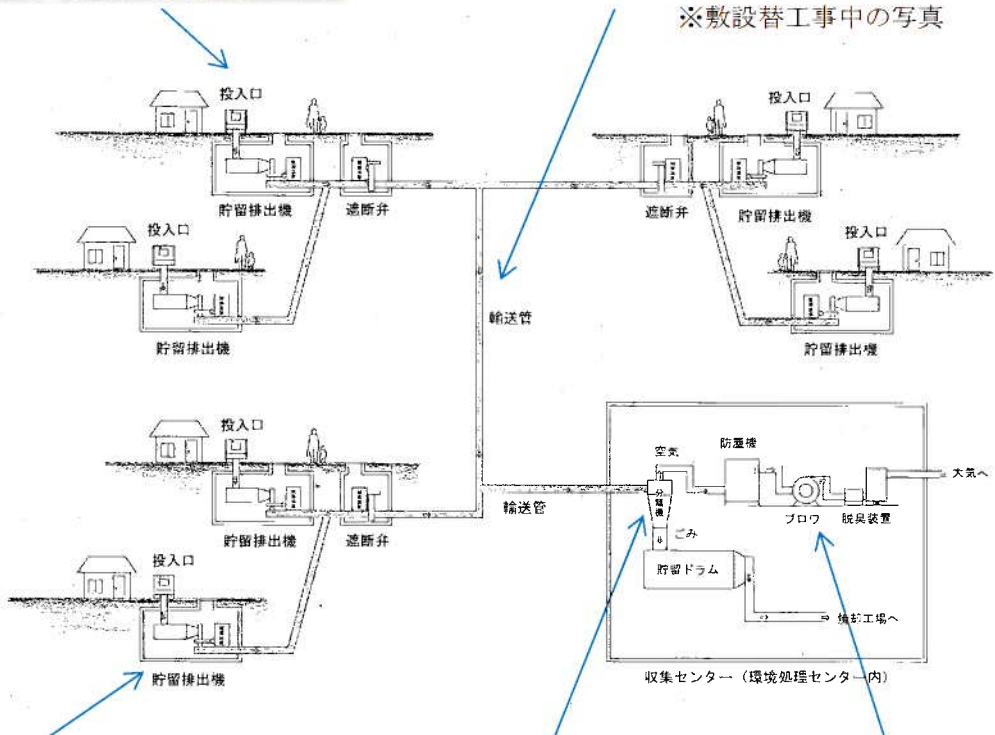 ※敷設替工事中の写真
投入口
投入口
貯留排出機
遮断弁
遮断弁
貯留排出機
投入口
投入口
輸送管
貯留排出機
貯留排出機
投入口
空気
防塵機
大気へ
分離機
輸送管
ブロワ
脱臭装置
貯留排出機
遮断弁
ごみ
投入口
貯留ドラム
焼却工場へ
貯留排出機
収集センター（環境処理センター内）